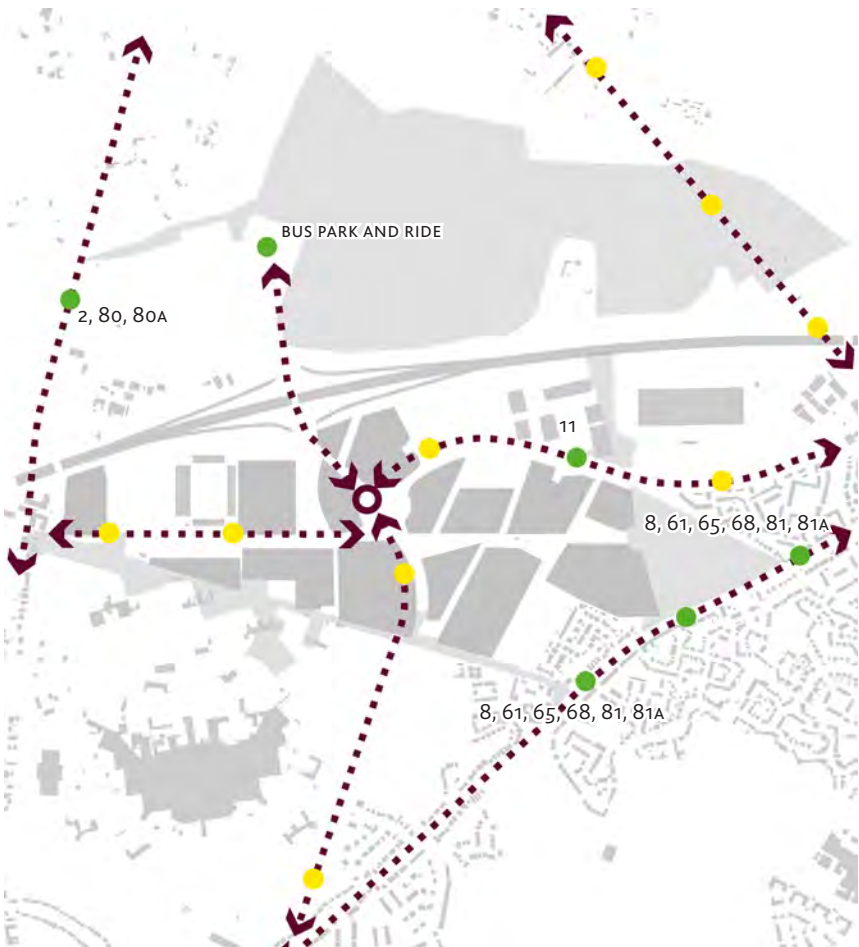 BUS PARK AND RIDE
2, 80, 80A
11
8, 61, 65, 68, 81, 81A
8, 61, 65, 68, 81, 81A